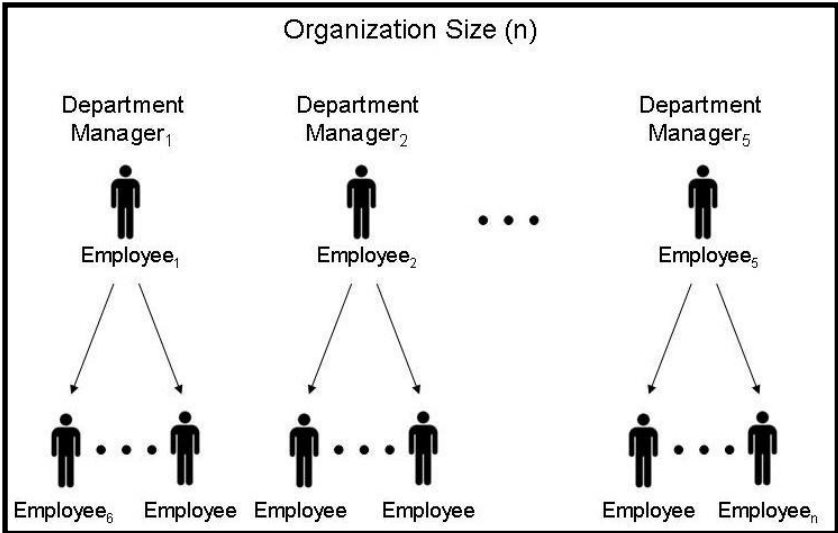 Organization Size (n)
Department Department Department
Manager₁ Manager₂ Manager₅
Employee₁ Employee₂ Employee₅
Employee₆ Employee Employee Employee Employee Employeeₙ